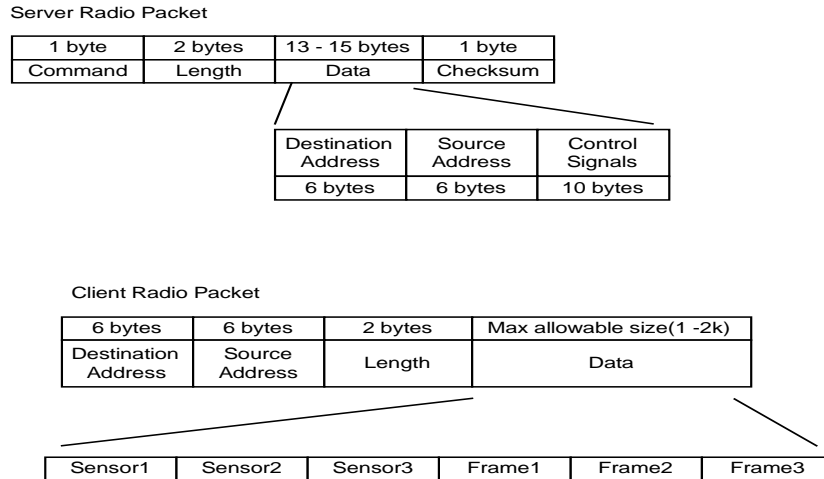 Server Radio Packet
1 byte 2 bytes 13 - 15 bytes 1 byte
Command Length Data Checksum
Destination Address Source Address Control Signals
6 bytes 6 bytes 10 bytes
Client Radio Packet
6 bytes 6 bytes 2 bytes Max allowable size(1 -2k)
Destination Address Source Address Length Data
Sensor1 Sensor2 Sensor3 Frame1 Frame2 Frame3